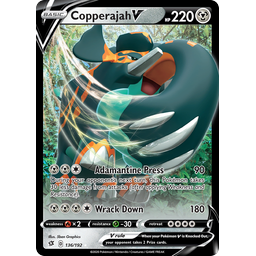 BASIC
Copperajah V
HP 220
Adamantine Press 90
During your opponent's next turn, this Pokémon takes
30 less damage from attacks (after applying Weakness and
Resistance).
Wrack Down 180
weakness ×2 resistance -30 retreat
V rule
When your Pokémon V is Knocked Out,
your opponent takes 2 Prize cards.
136/192